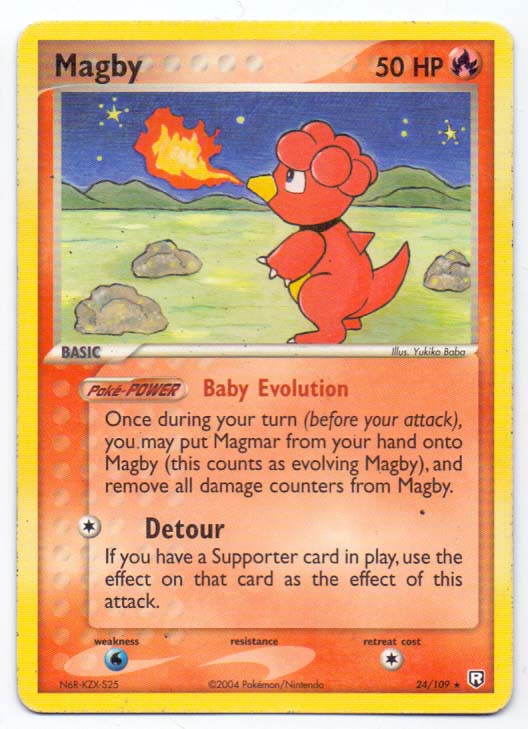 Magby
50 HP
BASIC
Illus. Yukiko Baba
Poké-POWER Baby Evolution
Once during your turn (before your attack),
you may put Magmar from your hand onto
Magby (this counts as evolving Magby), and
remove all damage counters from Magby.
Detour
If you have a Supporter card in play, use the
effect on that card as the effect of this
attack.
weakness resistance retreat cost
N6R-KZX-S25 ©2004 Pokémon/Nintendo 24/109 ★ R